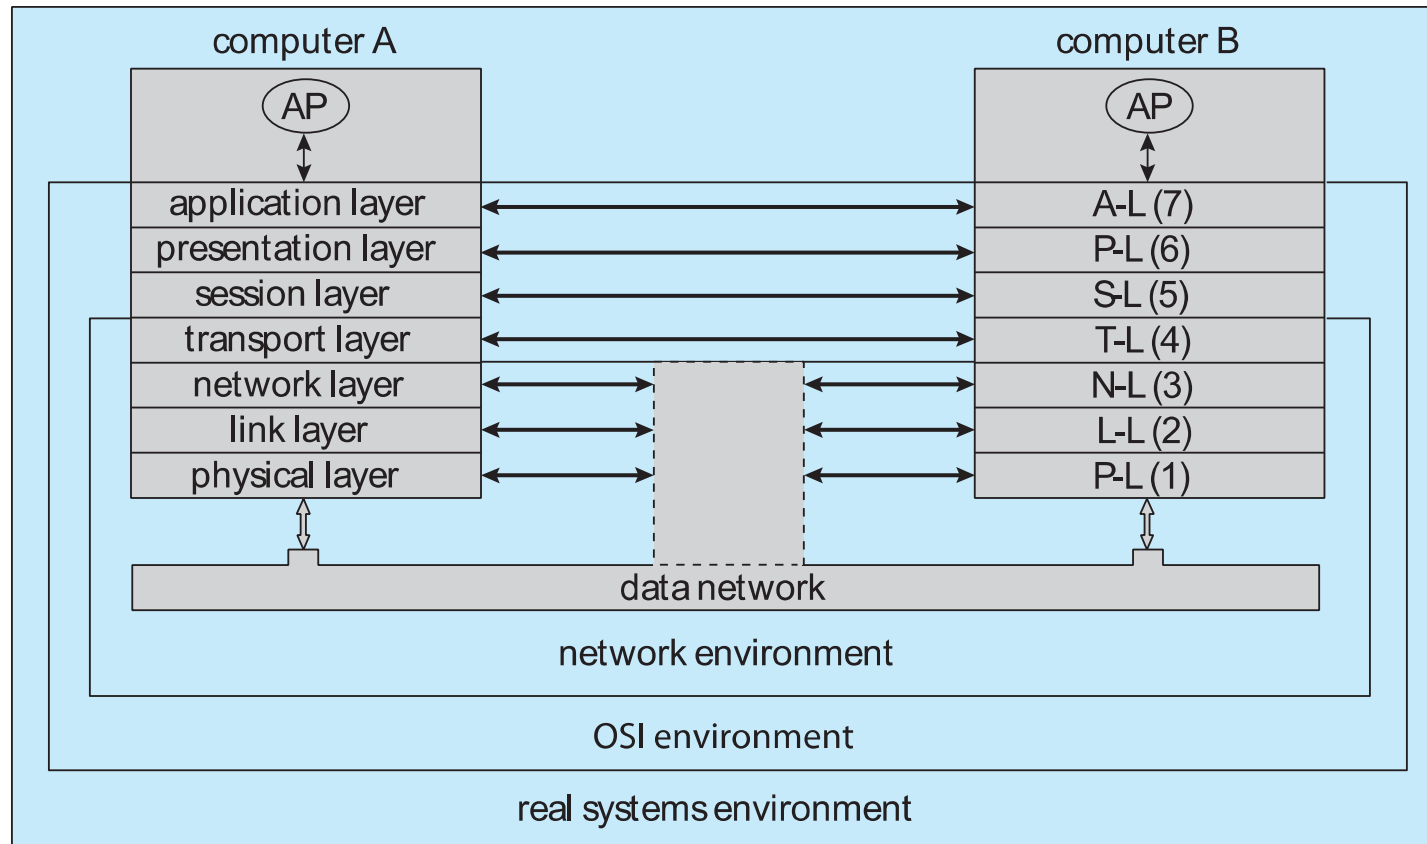 computer A
computer B
AP
AP
application layer
A-L (7)
presentation layer
P-L (6)
session layer
S-L (5)
transport layer
T-L (4)
network layer
N-L (3)
link layer
L-L (2)
physical layer
P-L (1)
data network
network environment
OSI environment
real systems environment